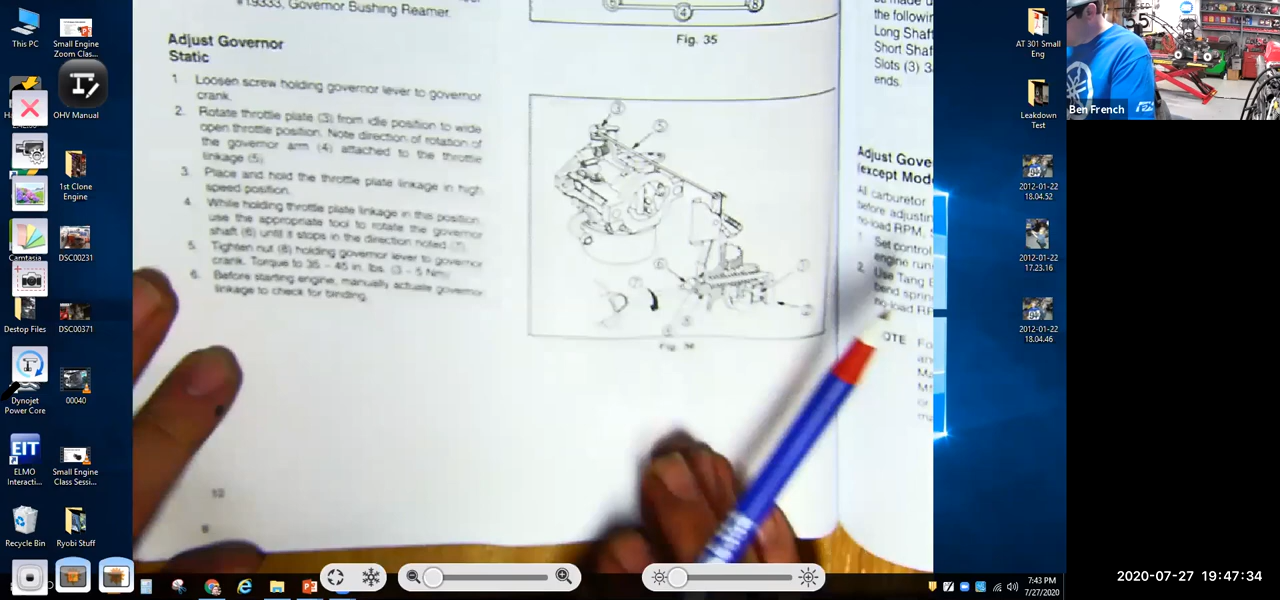 #19333, Governor Bushing Reamer.
Adjust Governor
Static
1. Loosen screw holding governor lever to governor
crank.
2. Rotate throttle plate (3) from idle position to wide
open throttle position. Note direction of rotation of
the governor arm (4) attached to the throttle
linkage (5).
3. Place and hold the throttle plate linkage in high
speed position.
4. While holding throttle plate linkage in this position,
use the appropriate tool to rotate the governor
shaft (6) until it stops in the direction noted (7).
5. Tighten nut (8) holding governor lever to governor
crank. Torque to 35 - 45 in. lbs. (3 - 5 Nm)
6. Before starting engine, manually actuate governor
linkage to check for binding.
Fig. 35
the following
Long Shaf
Short Shaf
Slots (3) 3
ends.
Adjust Gove
(except Mod
All carburetor
before adjustin
no-load RPM,
1. Set control
engine run
2. Use Tang B
bend sprin
no-load RP
OTE Fo
This PC
Small Engine
Zoom Clas...
OHV Manual
1st Clone
Engine
Camtasia
DSC00231
Destop Files
DSC00371
Dynojet
Power Core
00040
EIT
ELMO
Interacti...
Small Engine
Class Sessi...
Recycle Bin
Ryobi Stuff
AT 301 Small
Eng
Leakdown
Test
2012-01-22
18.04.52
2012-01-22
17.23.16
2012-01-22
18.04.46
Ben French
7:43 PM
7/27/2020
2020-07-27 19:47:34